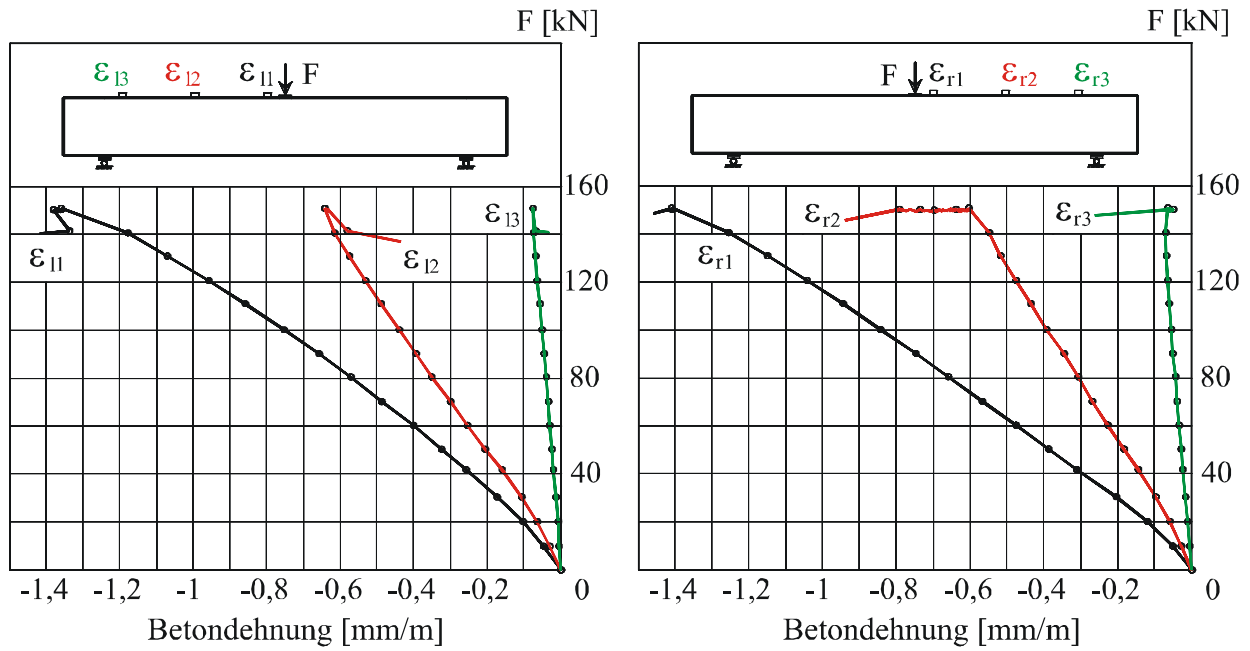 F [kN]
εl3 εl2 εl1 F
160
εl3
εl1 εl2
120
80
40
-1,4 -1,2 -1 -0,8 -0,6 -0,4 -0,2 0
Betondehnung [mm/m]
F [kN]
F εr1 εr2 εr3
160
εr2 εr3
εr1
120
80
40
-1,4 -1,2 -1 -0,8 -0,6 -0,4 -0,2 0
Betondehnung [mm/m]